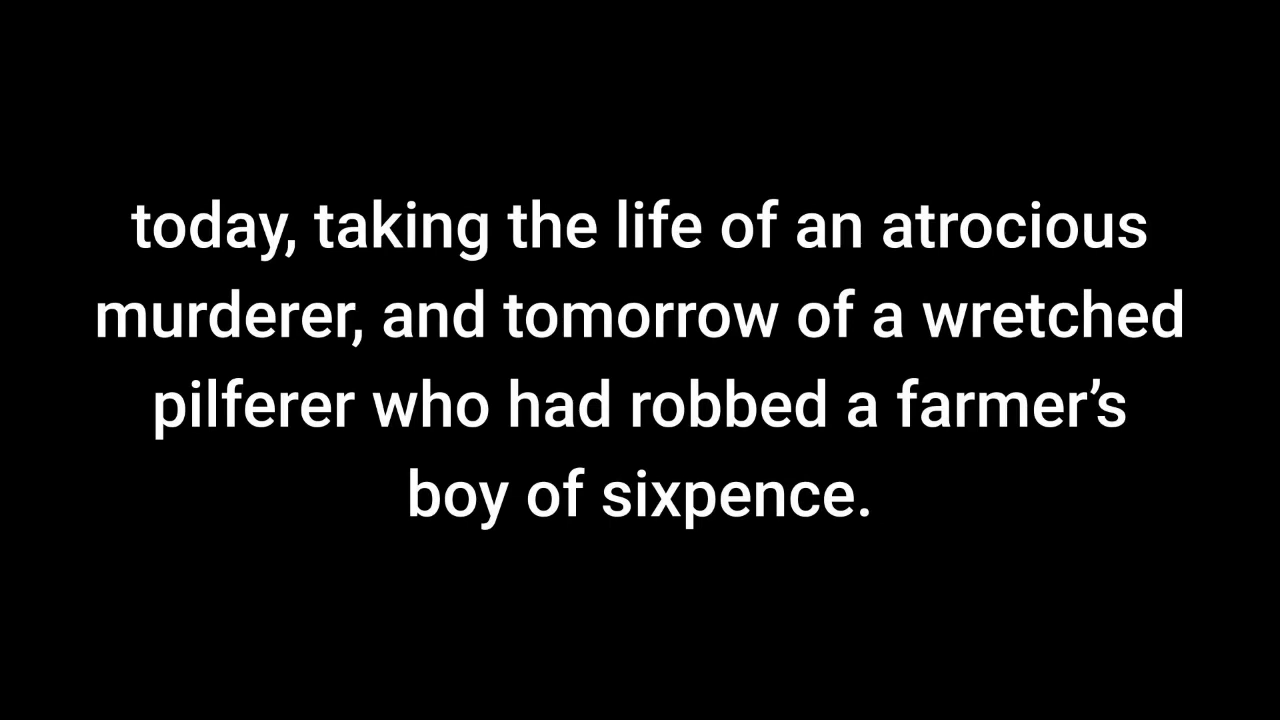 today, taking the life of an atrocious
murderer, and tomorrow of a wretched
pilferer who had robbed a farmer’s
boy of sixpence.